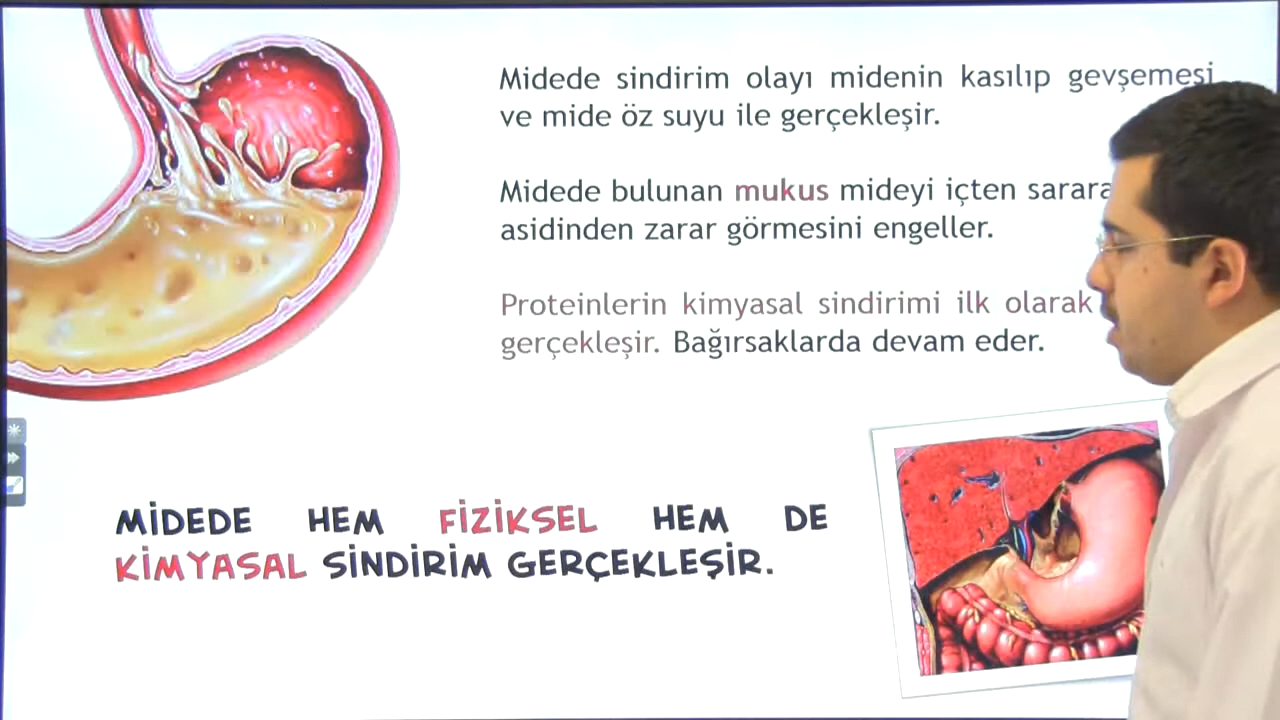 Midede sindirim olayı midenin kasılıp gevşemesi
ve mide öz suyu ile gerçekleşir.
Midede bulunan mukus mideyi içten
asidinden zarar görmesini engeller.
Proteinlerin kimyasal sindirimi ilk olarak
gerçekleşir. Bağırsaklarda devam eder.
MİDEDE HEM FİZİKSEL HEM DE
KİMYASAL SİNDİRİM GERÇEKLEŞİR.